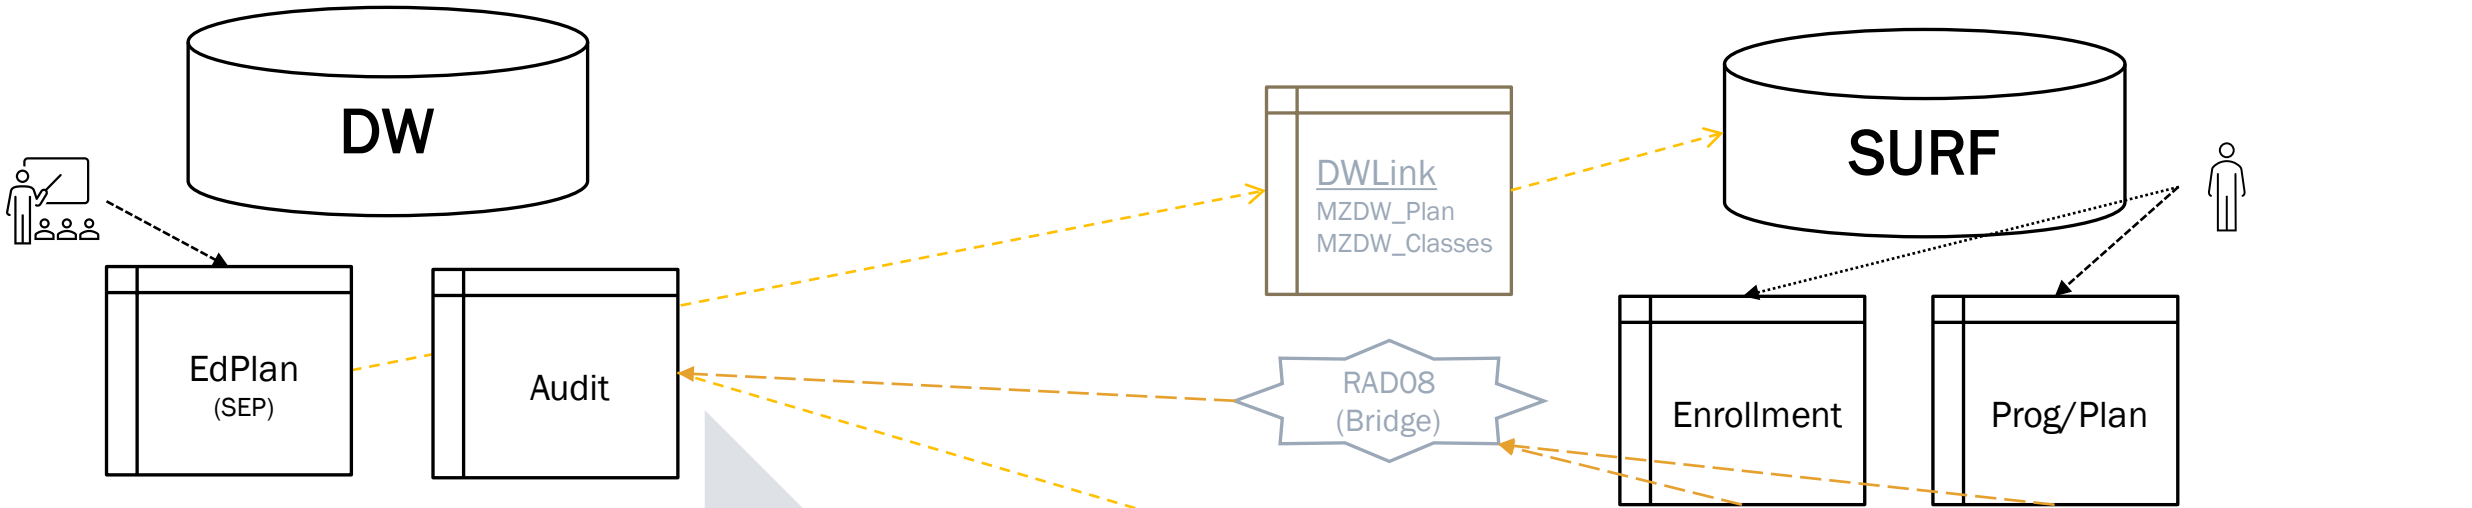 DW
SURF
DWLink
MZDW_Plan
MZDW_Classes
EdPlan
(SEP)
Audit
RAD08
(Bridge)
Enrollment
Prog/Plan